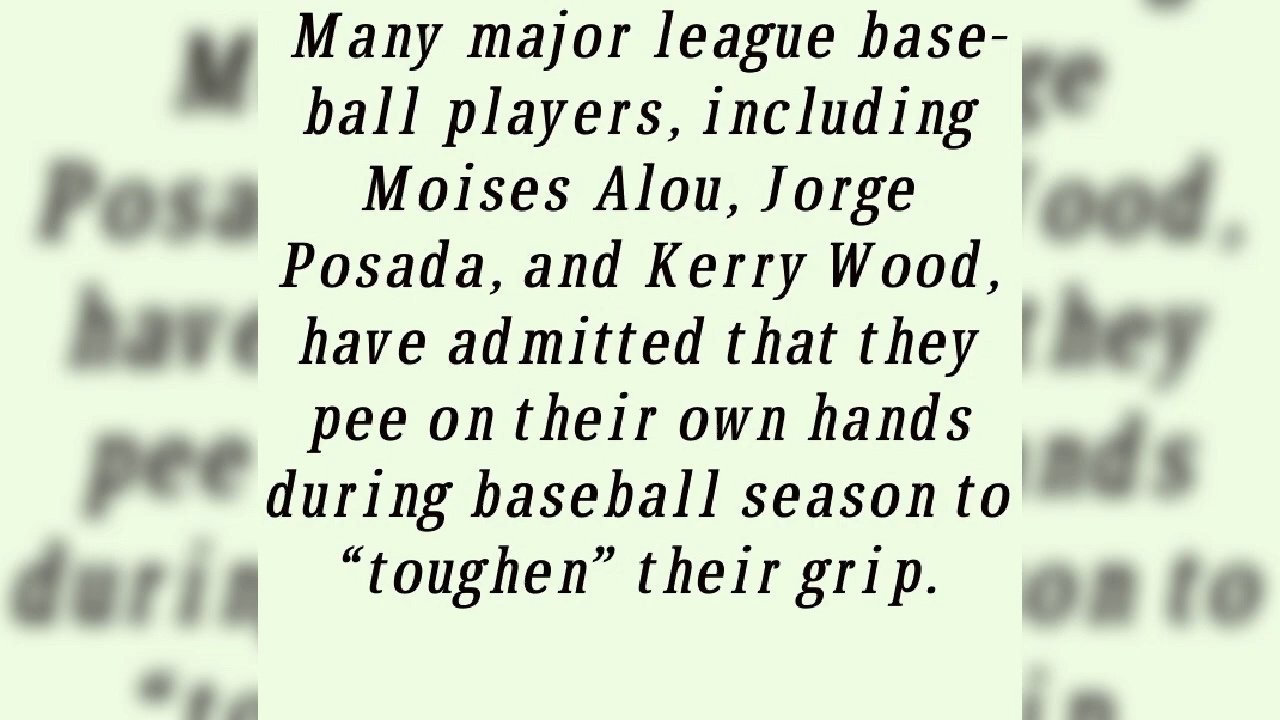 Many major league base-
ball players, including
Moises Alou, Jorge
Posada, and Kerry Wood,
have admitted that they
pee on their own hands
during baseball season to
“toughen” their grip.